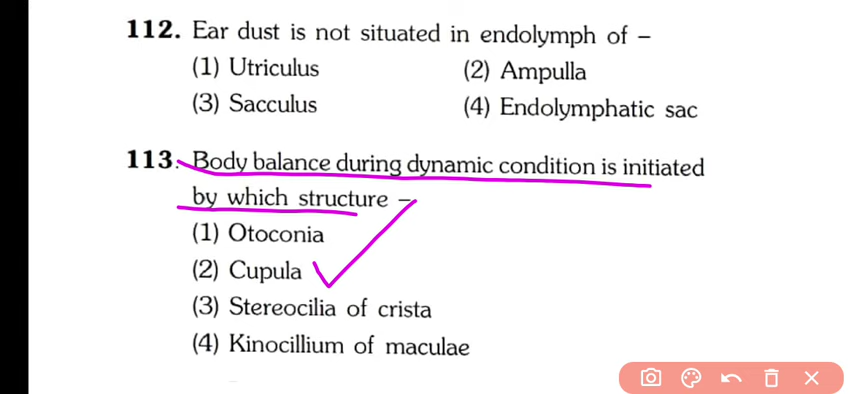 112. Ear dust is not situated in endolymph of –
(1) Utriculus (2) Ampulla
(3) Sacculus (4) Endolymphatic sac
113. Body balance during dynamic condition is initiated
by which structure –
(1) Otoconia
(2) Cupula
(3) Stereocilia of crista
(4) Kinocillium of maculae